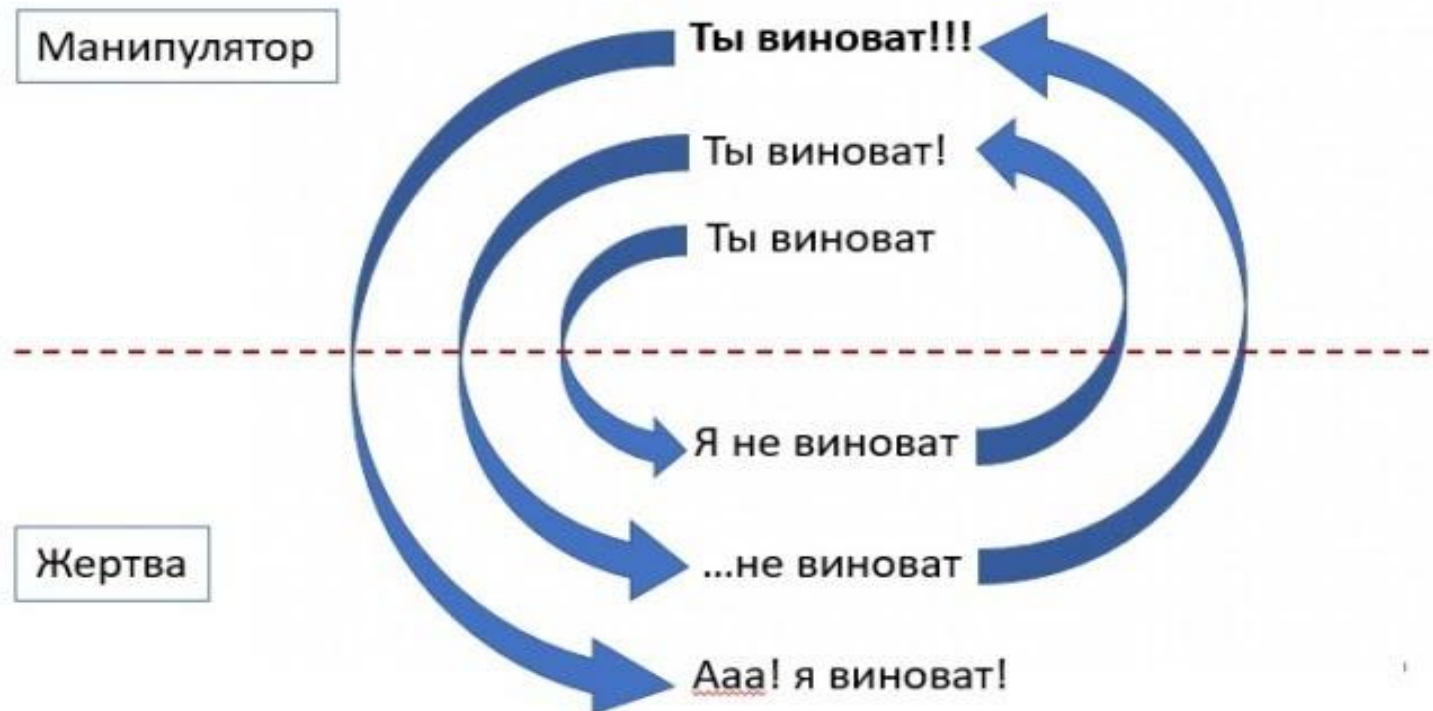 Манипулятор
Ты виноват!!!
Ты виноват!
Ты виноват
Я не виноват
Жертва
...не виноват
Ааа! я виноват!